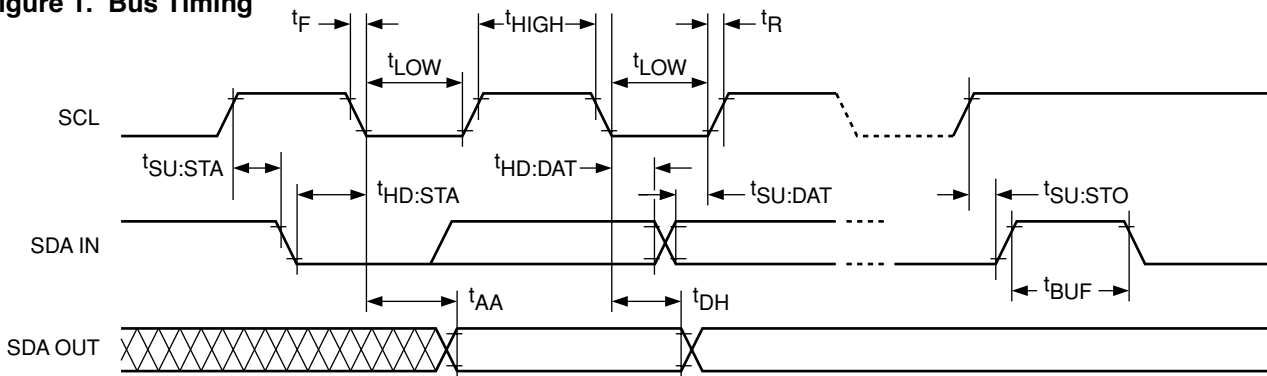 igure 1. Bus Timing
tF
tHIGH
tR
tLOW
tLOW
SCL
tSU:STA
tHD:STA
tHD:DAT
tSU:DAT
tSU:STO
SDA IN
tBUF
tAA
tDH
SDA OUT